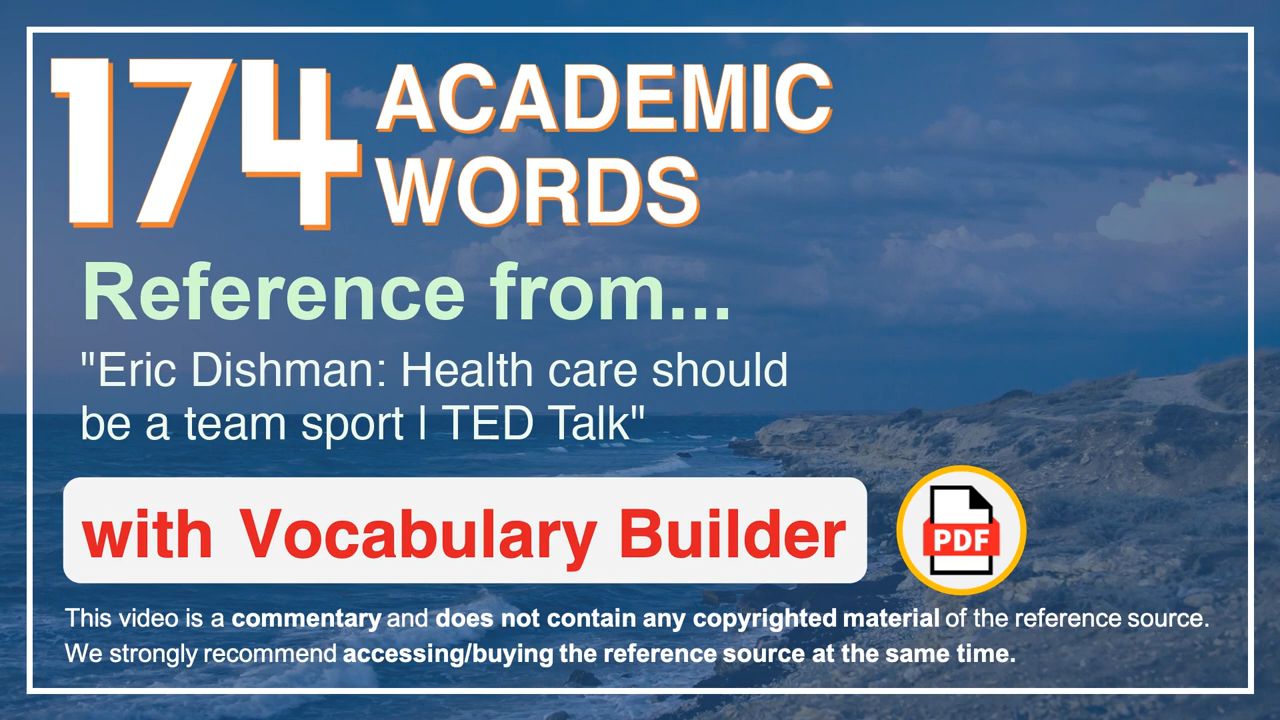 174 ACADEMIC
WORDS
Reference from...
"Eric Dishman: Health care should
be a team sport | TED Talk"
with Vocabulary Builder
PDF
This video is a commentary and does not contain any copyrighted material of the reference source.
We strongly recommend accessing/buying the reference source at the same time.